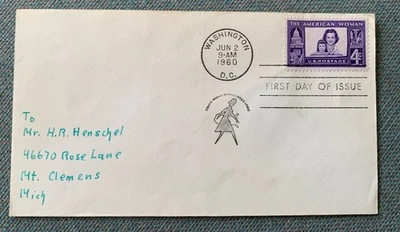 WASHINGTON
JUN 2
9-AM
1960
D.C.
THE AMERICAN WOMAN
4¢
U.S. POSTAGE
FIRST DAY OF ISSUE
To
Mr. H.R. Henschel
46670 Rose Lane
Mt. Clemens
Mich